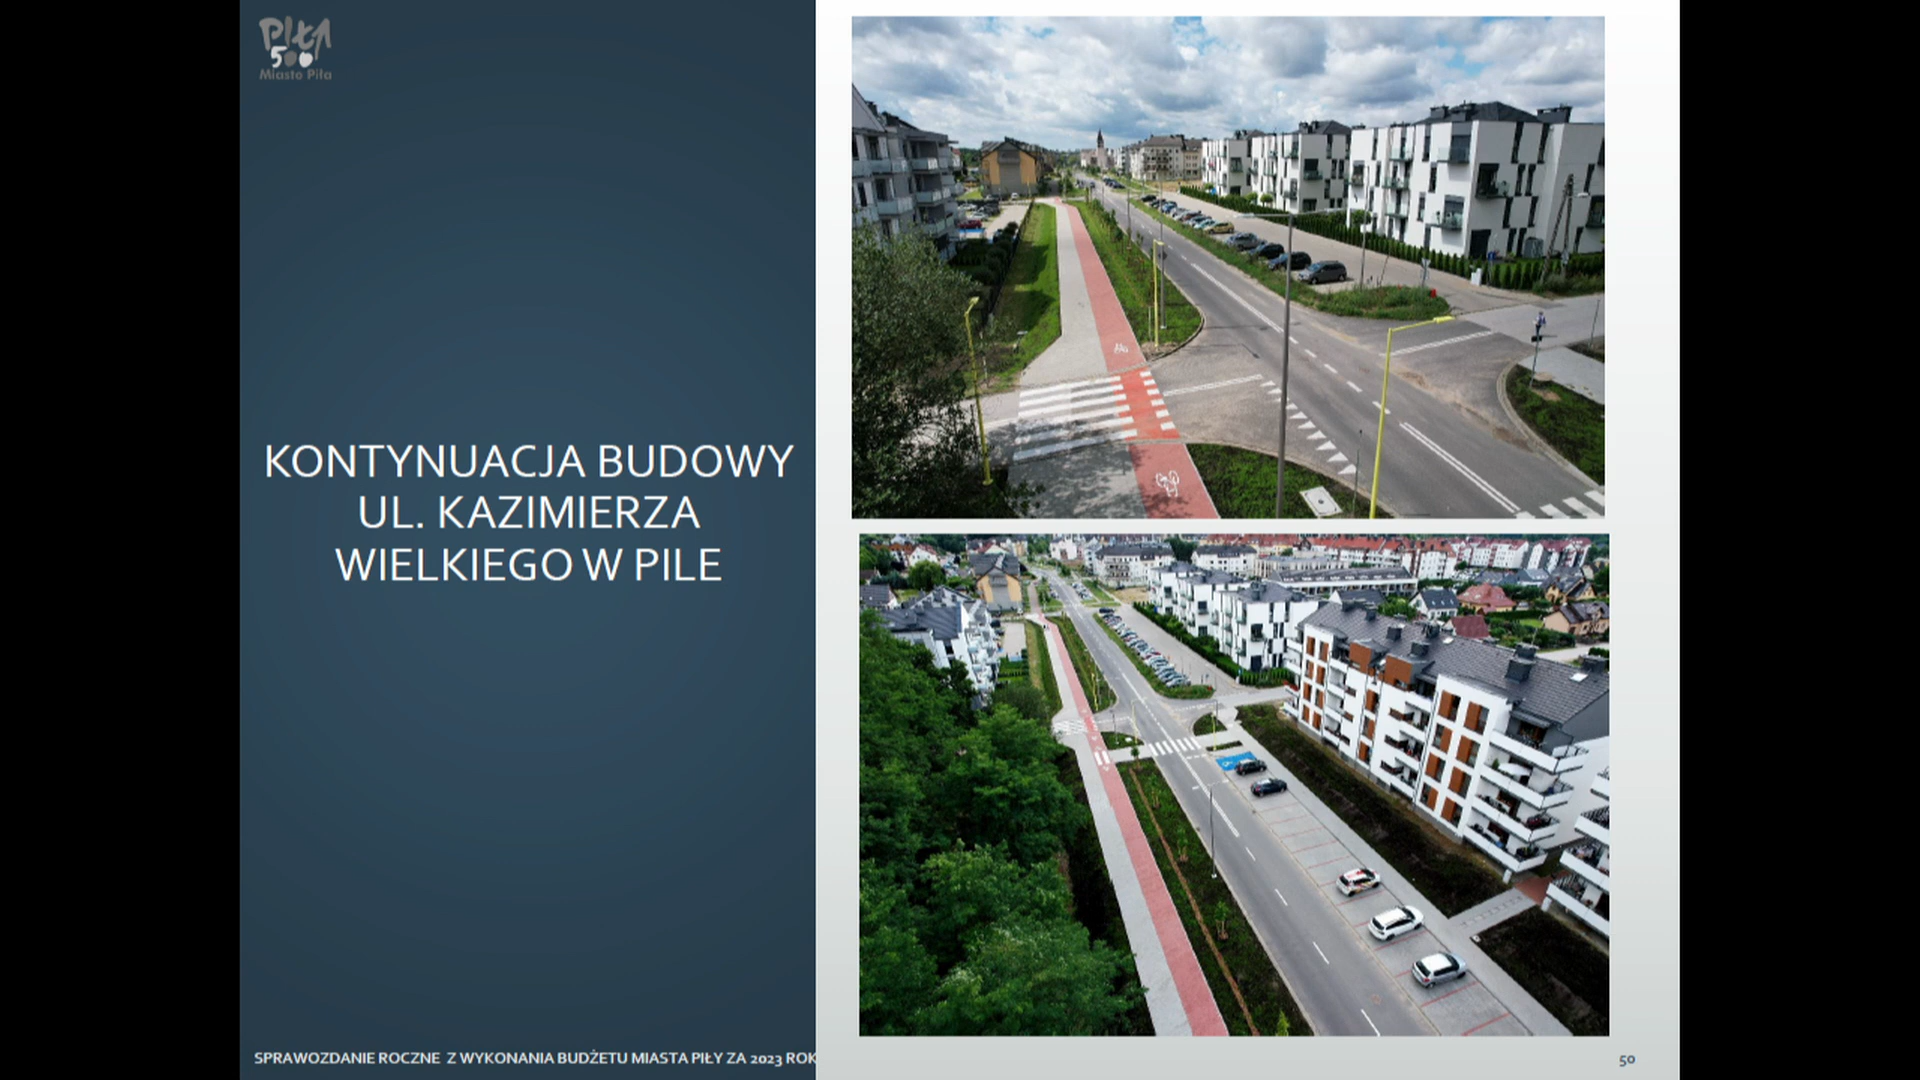 Piła
500
Miasto Piła
KONTYNUACJA BUDOWY
UL. KAZIMIERZA
WIELKIEGO W PILE
SPRAWOZDANIE ROCZNE Z WYKONANIA BUDŻETU MIASTA PIŁY ZA 2023 ROK
50